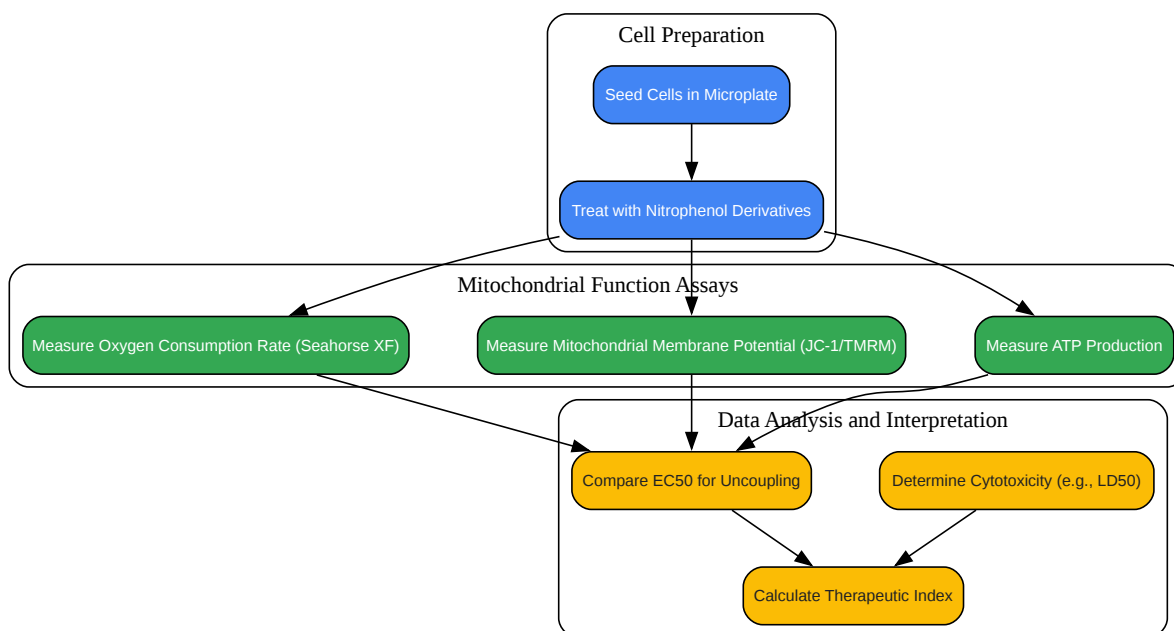 Cell Preparation
Seed Cells in Microplate
Treat with Nitrophenol Derivatives
Mitochondrial Function Assays
Measure Oxygen Consumption Rate (Seahorse XF)
Measure Mitochondrial Membrane Potential (JC-1/TMRM)
Measure ATP Production
Data Analysis and Interpretation
Compare EC50 for Uncoupling
Determine Cytotoxicity (e.g., LD50)
Calculate Therapeutic Index